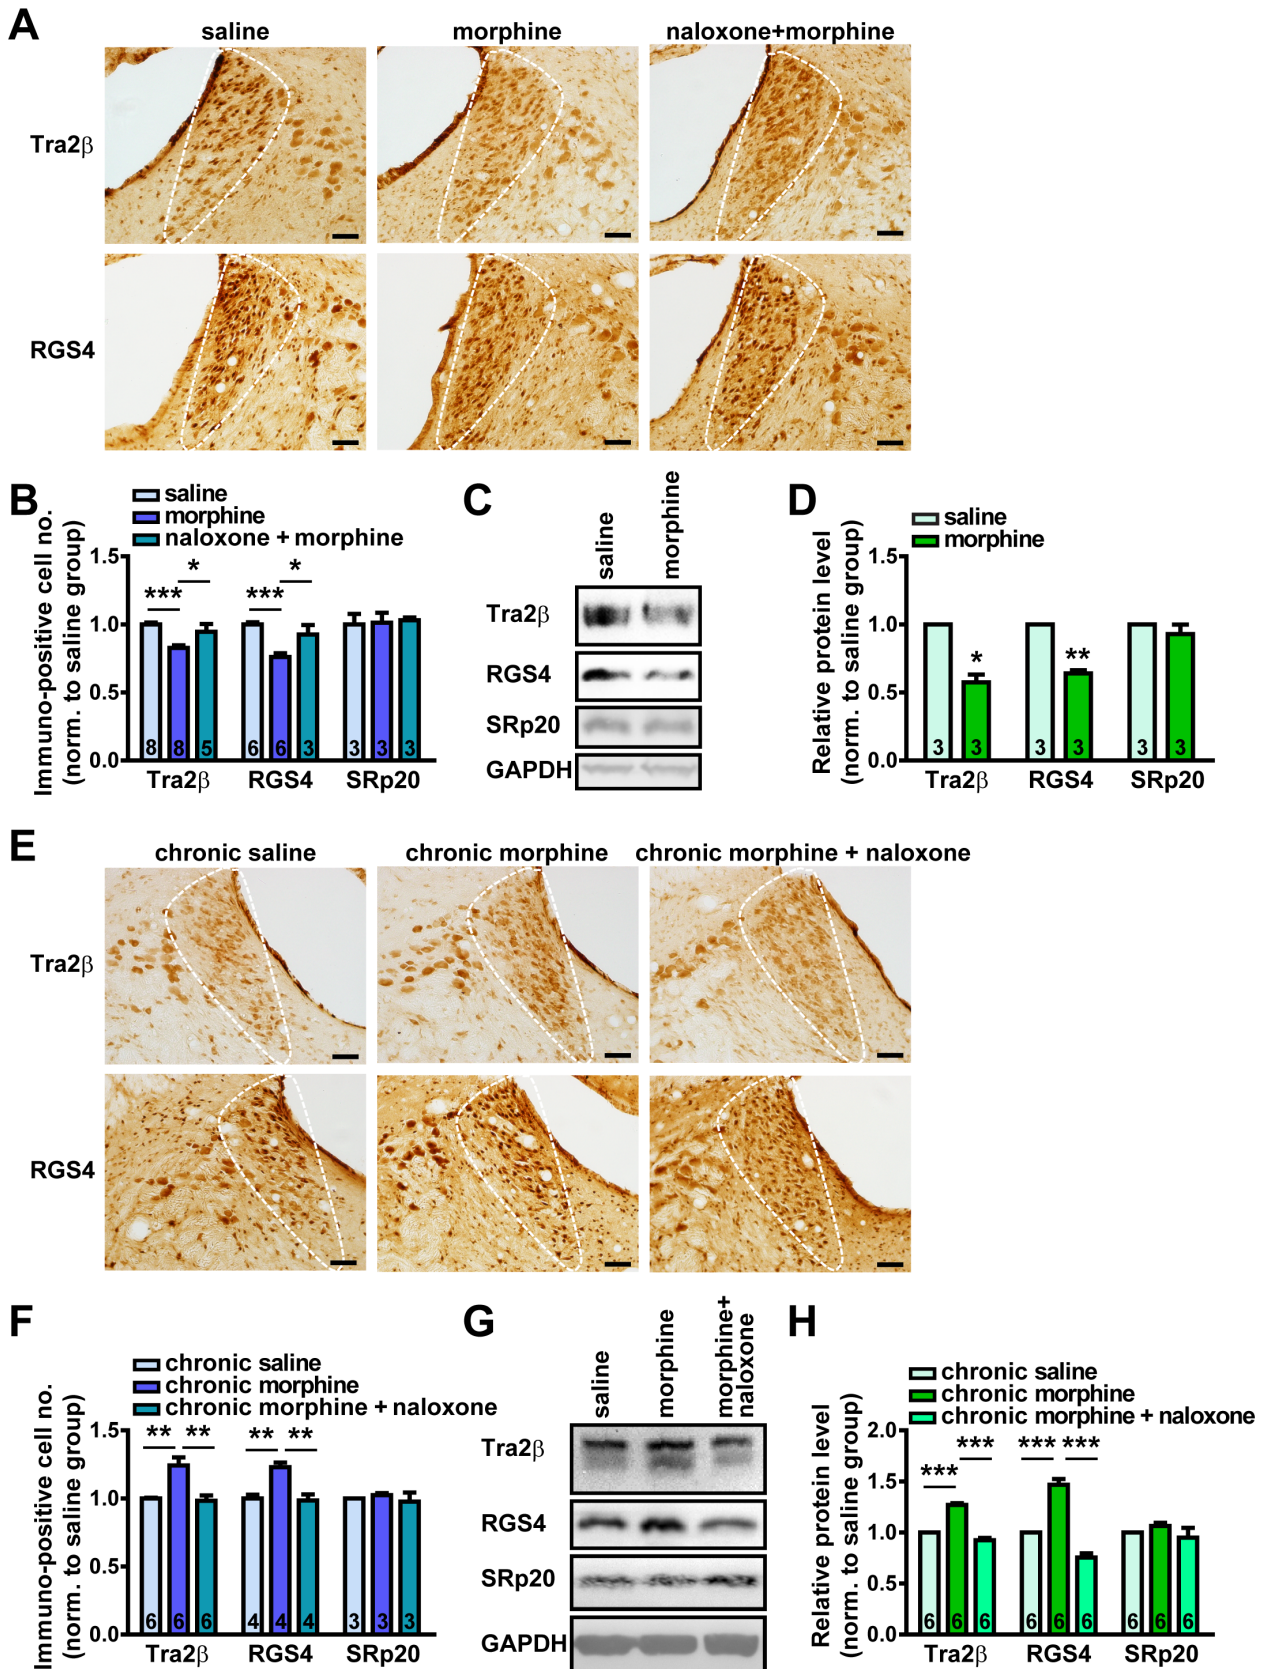 A
saline
morphine
naloxone+morphine
Tra2β
RGS4
B
saline
morphine
naloxone + morphine
Immuno-positive cell no.
(norm. to saline group)
1.5
1.0
0.5
0.0
***
*
***
*
8
8
5
6
6
3
3
3
3
Tra2β
RGS4
SRp20
C
saline
morphine
Tra2β
RGS4
SRp20
GAPDH
D
saline
morphine
Relative protein level
(norm. to saline group)
1.5
1.0
0.5
0.0
*
**
3
3
3
3
3
3
Tra2β
RGS4
SRp20
E
chronic saline
chronic morphine
chronic morphine + naloxone
Tra2β
RGS4
F
chronic saline
chronic morphine
chronic morphine + naloxone
Immuno-positive cell no.
(norm. to saline group)
1.5
1.0
0.5
0.0
**
**
**
**
6
6
6
4
4
4
3
3
3
Tra2β
RGS4
SRp20
G
saline
morphine
morphine+
naloxone
Tra2β
RGS4
SRp20
GAPDH
H
chronic saline
chronic morphine
chronic morphine + naloxone
Relative protein level
(norm. to saline group)
2.0
1.5
1.0
0.5
0.0
***
***
***
***
6
6
6
6
6
6
6
6
6
Tra2β
RGS4
SRp20